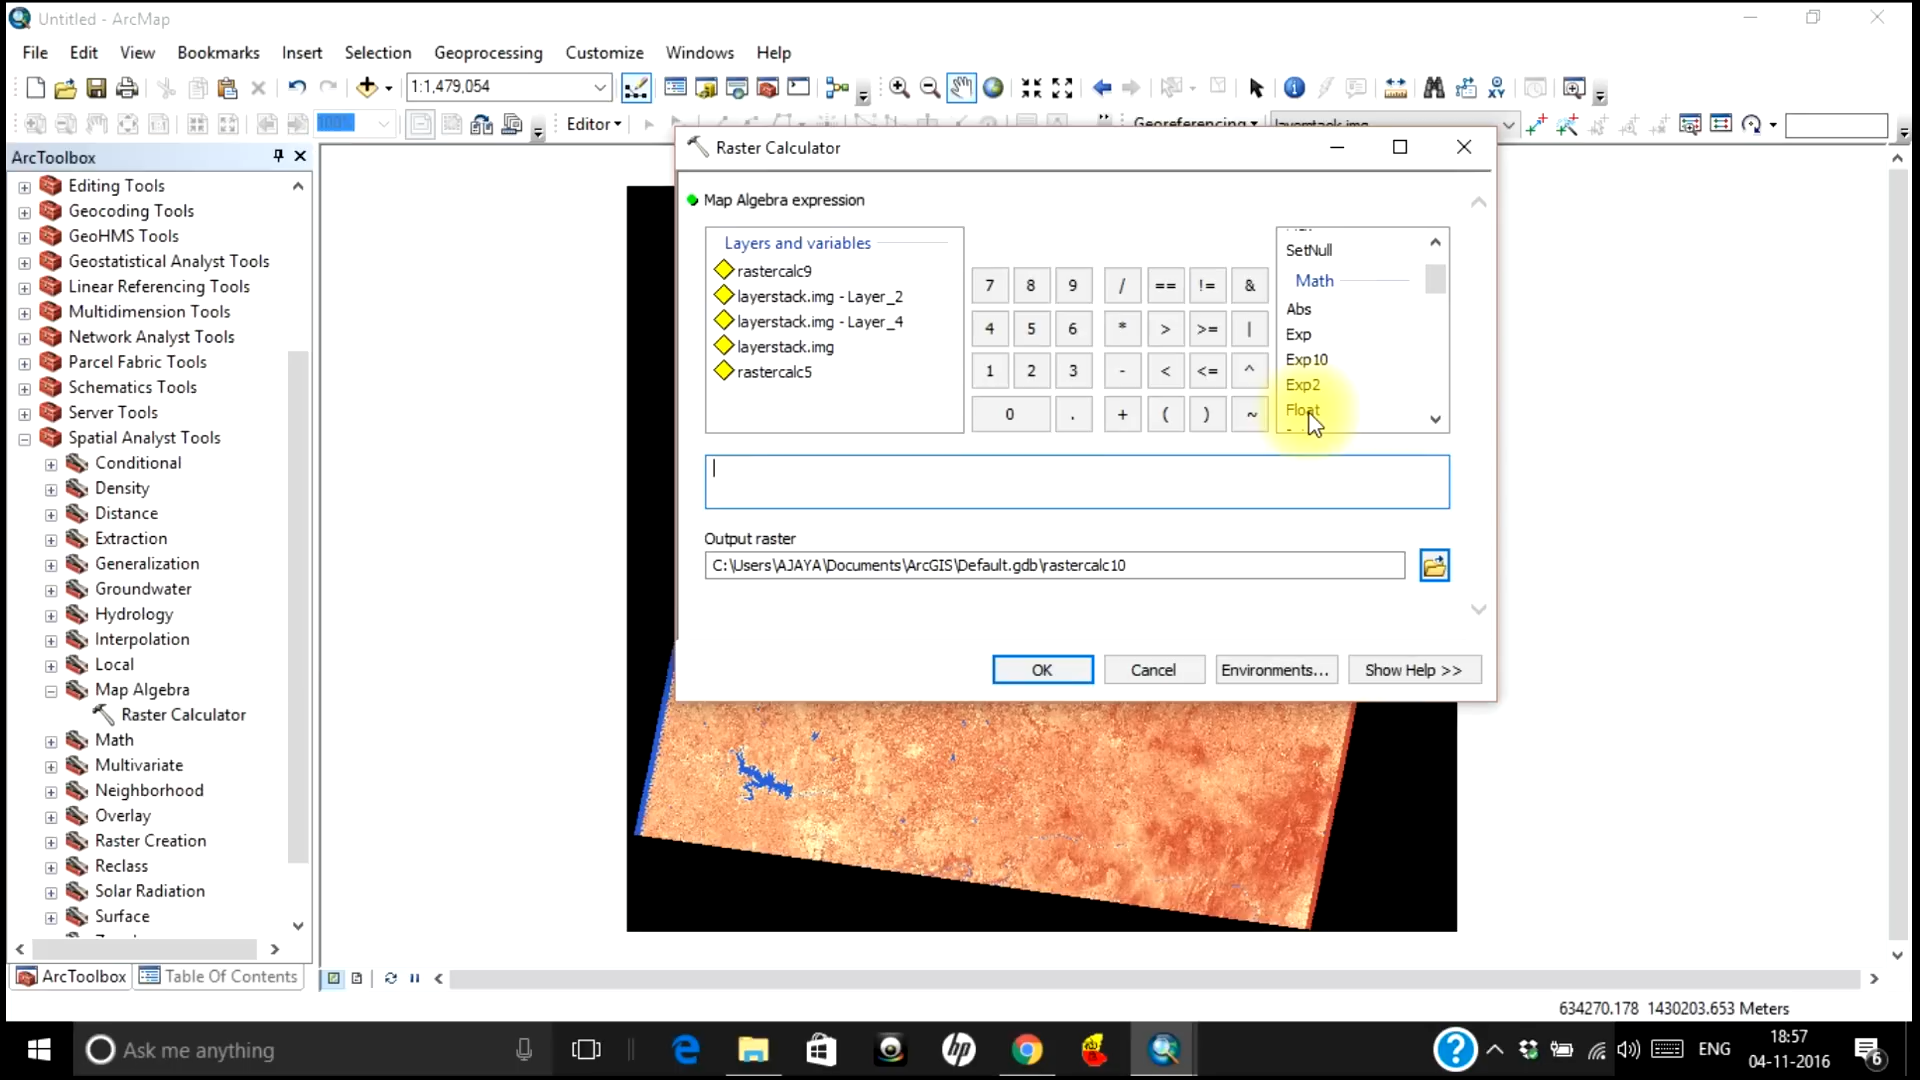 Untitled - ArcMap
File Edit View Bookmarks Insert Selection Geoprocessing Customize Windows Help
1:1,479,054
100%
Editor
Georeferencing
layerstack.img
ArcToolbox
Editing Tools
Geocoding Tools
GeoHMS Tools
Geostatistical Analyst Tools
Linear Referencing Tools
Multidimension Tools
Network Analyst Tools
Parcel Fabric Tools
Schematics Tools
Server Tools
Spatial Analyst Tools
Conditional
Density
Distance
Extraction
Generalization
Groundwater
Hydrology
Interpolation
Local
Map Algebra
Raster Calculator
Math
Multivariate
Neighborhood
Overlay
Raster Creation
Reclass
Solar Radiation
Surface
ArcToolbox
Table Of Contents
Raster Calculator
Map Algebra expression
Layers and variables
rastercalc9
layerstack.img - Layer_2
layerstack.img - Layer_4
layerstack.img
rastercalc5
7 8 9 / == != &
4 5 6 * > >= |
1 2 3 - < <= ^
0 . + ( ) ~
SetNull
Math
Abs
Exp
Exp10
Exp2
Float
Output raster
C:\Users\AJAYA\Documents\ArcGIS\Default.gdb\rastercalc10
OK
Cancel
Environments...
Show Help >>
634270.178 1430203.653 Meters
Ask me anything
hp
?
ENG
18:57
04-11-2016
6